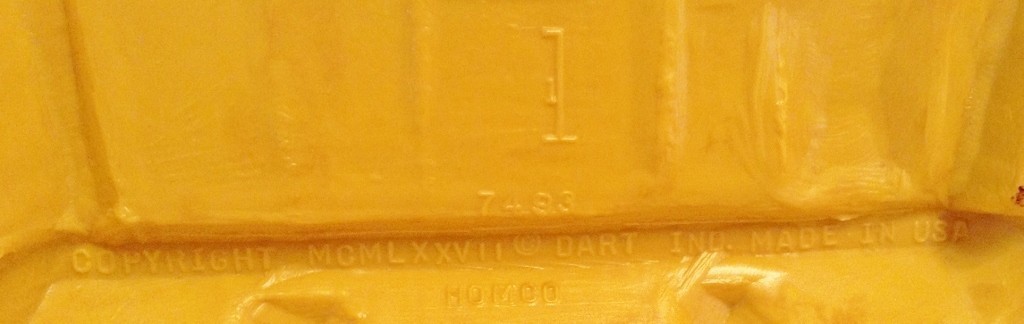 1
7493
COPYRIGHT MCMLXXVII © DART IND. MADE IN USA
HOMCO